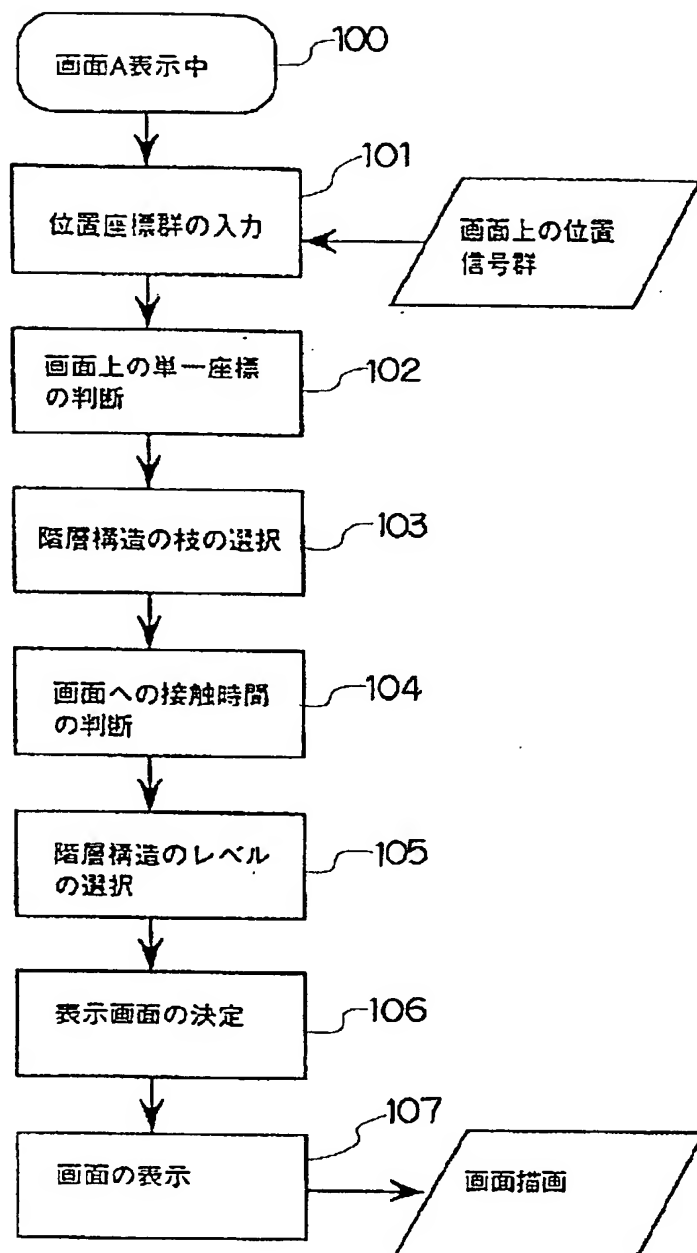 画面A表示中
100
101
位置座標群の入力
画面上の位置
信号群
画面上の単一座標
の判断
102
階層構造の枝の選択
103
画面への接触時間
の判断
104
階層構造のレベル
の選択
105
表示画面の決定
106
107
画面の表示
画面描画